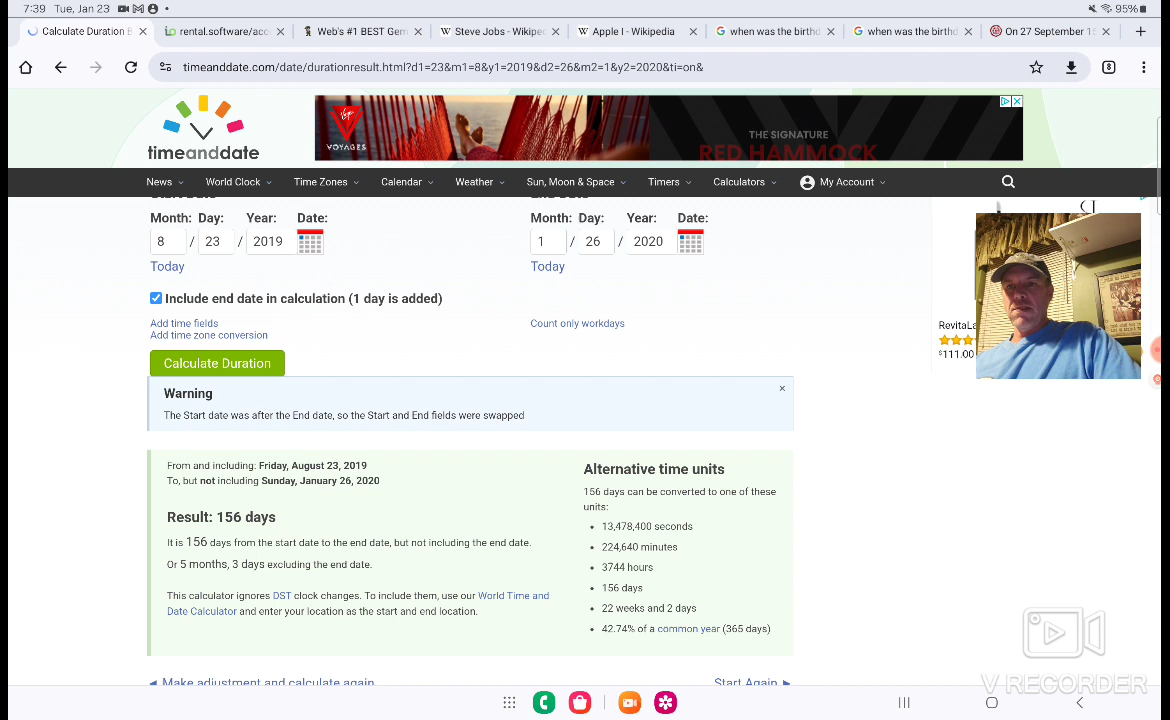 7:39 Tue, Jan 23
95%
Calculate Duration B
rental.software/acc
Web's #1 BEST Gem
Steve Jobs - Wikiped
Apple I - Wikipedia
when was the birthd
when was the birthd
On 27 September 15
timeanddate.com/date/durationresult.html?d1=23&m1=8&y1=2019&d2=26&m2=1&y2=2020&ti=on&
8
timeanddate
VOYAGES
THE SIGNATURE
RED HAMMOCK
News
World Clock
Time Zones
Calendar
Weather
Sun, Moon & Space
Timers
Calculators
My Account
Month: Day: Year: Date:
8 / 23 / 2019
Today
Month: Day: Year: Date:
1 / 26 / 2020
Today
Include end date in calculation (1 day is added)
Add time fields
Add time zone conversion
Count only workdays
Calculate Duration
Warning
The Start date was after the End date, so the Start and End fields were swapped
From and including: Friday, August 23, 2019
To, but not including Sunday, January 26, 2020
Result: 156 days
It is 156 days from the start date to the end date, but not including the end date.
Or 5 months, 3 days excluding the end date.
This calculator ignores DST clock changes. To include them, use our World Time and
Date Calculator and enter your location as the start and end location.
Alternative time units
156 days can be converted to one of these
units:
13,478,400 seconds
224,640 minutes
3744 hours
156 days
22 weeks and 2 days
42.74% of a common year (365 days)
RevitaLa
$111.00
Make adjustment and calculate again
Start Again
V RECORDER